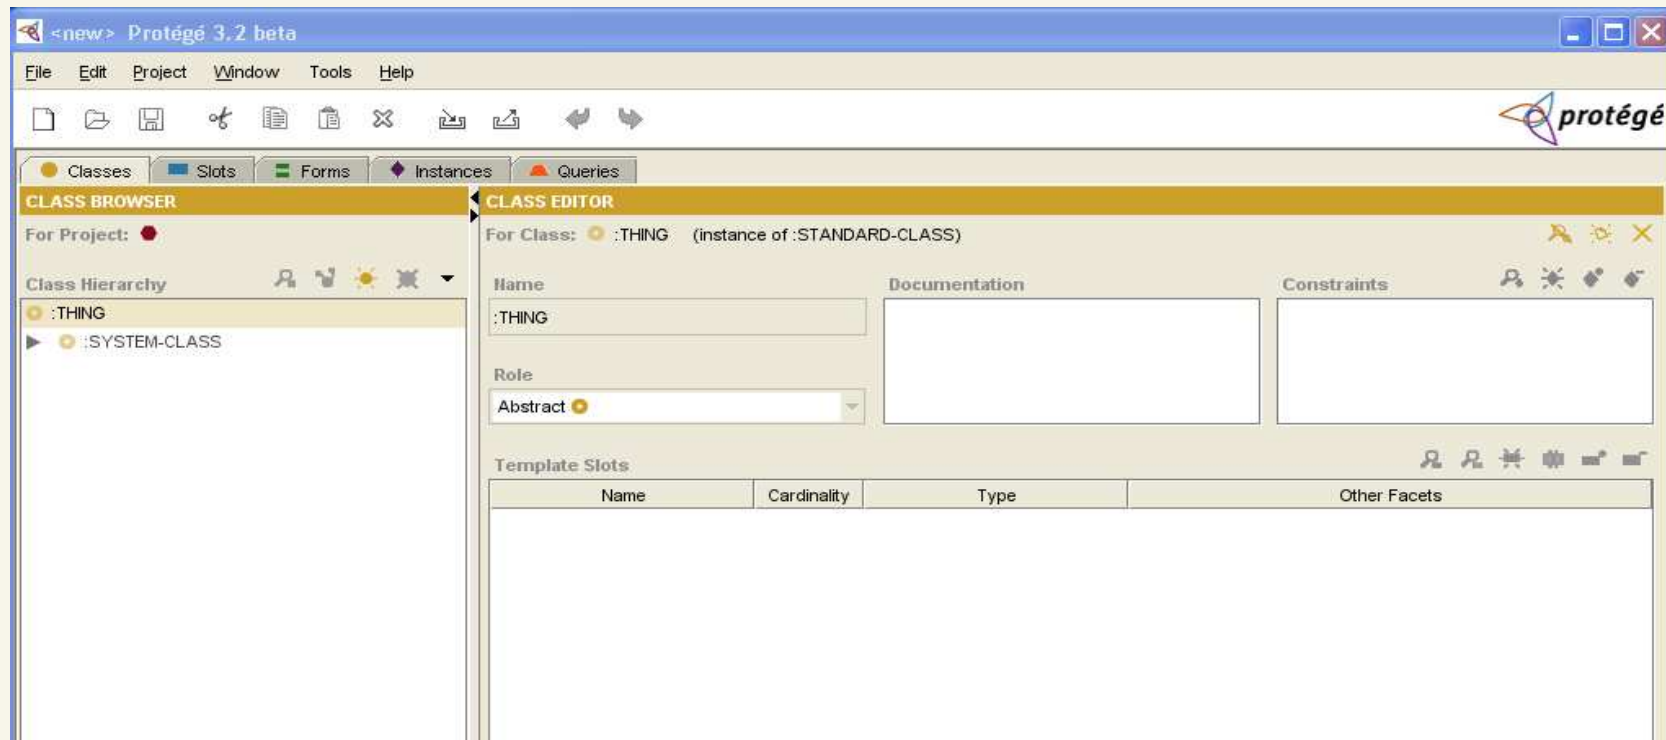 <new> Protégé 3.2 beta
File Edit Project Window Tools Help
protégé
Classes Slots Forms Instances Queries
CLASS BROWSER
For Project:
Class Hierarchy
:THING
:SYSTEM-CLASS
CLASS EDITOR
For Class: :THING (instance of :STANDARD-CLASS)
Name Documentation Constraints
:THING
Role
Abstract
Template Slots
Name Cardinality Type Other Facets